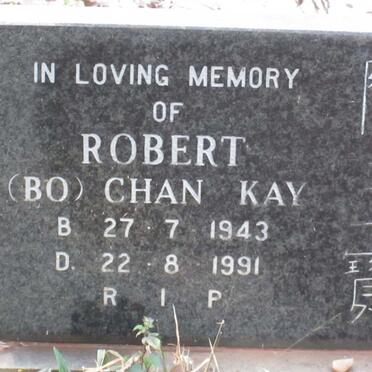 IN LOVING MEMORY
OF
ROBERT
(BO) CHAN KAY
B 27·7·1943
D. 22·8·1991
R I P